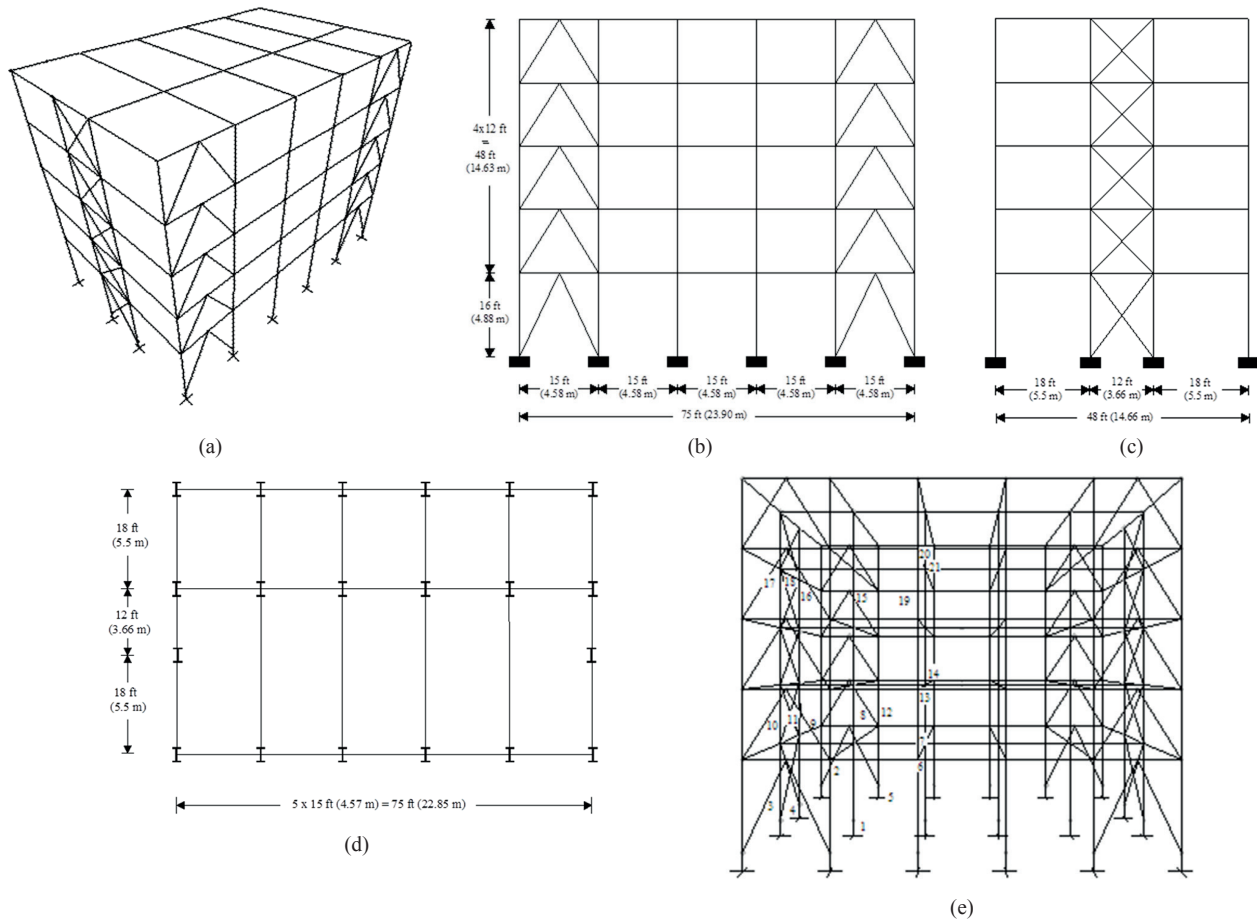 4x12 ft
=
48 ft
(14.63 m)
16 ft
(4.88 m)
15 ft
(4.58 m)
15 ft
(4.58 m)
15 ft
(4.58 m)
15 ft
(4.58 m)
15 ft
(4.58 m)
75 ft (23.90 m)
18 ft
(5.5 m)
12 ft
(3.66 m)
18 ft
(5.5 m)
48 ft (14.66 m)
(a)
(b)
(c)
18 ft
(5.5 m)
12 ft
(3.66 m)
18 ft
(5.5 m)
5 x 15 ft (4.57 m) = 75 ft (22.85 m)
(d)
20
21
17
18
16
15
19
14
13
10
11
9
8
12
7
6
2
3
4
5
1
(e)